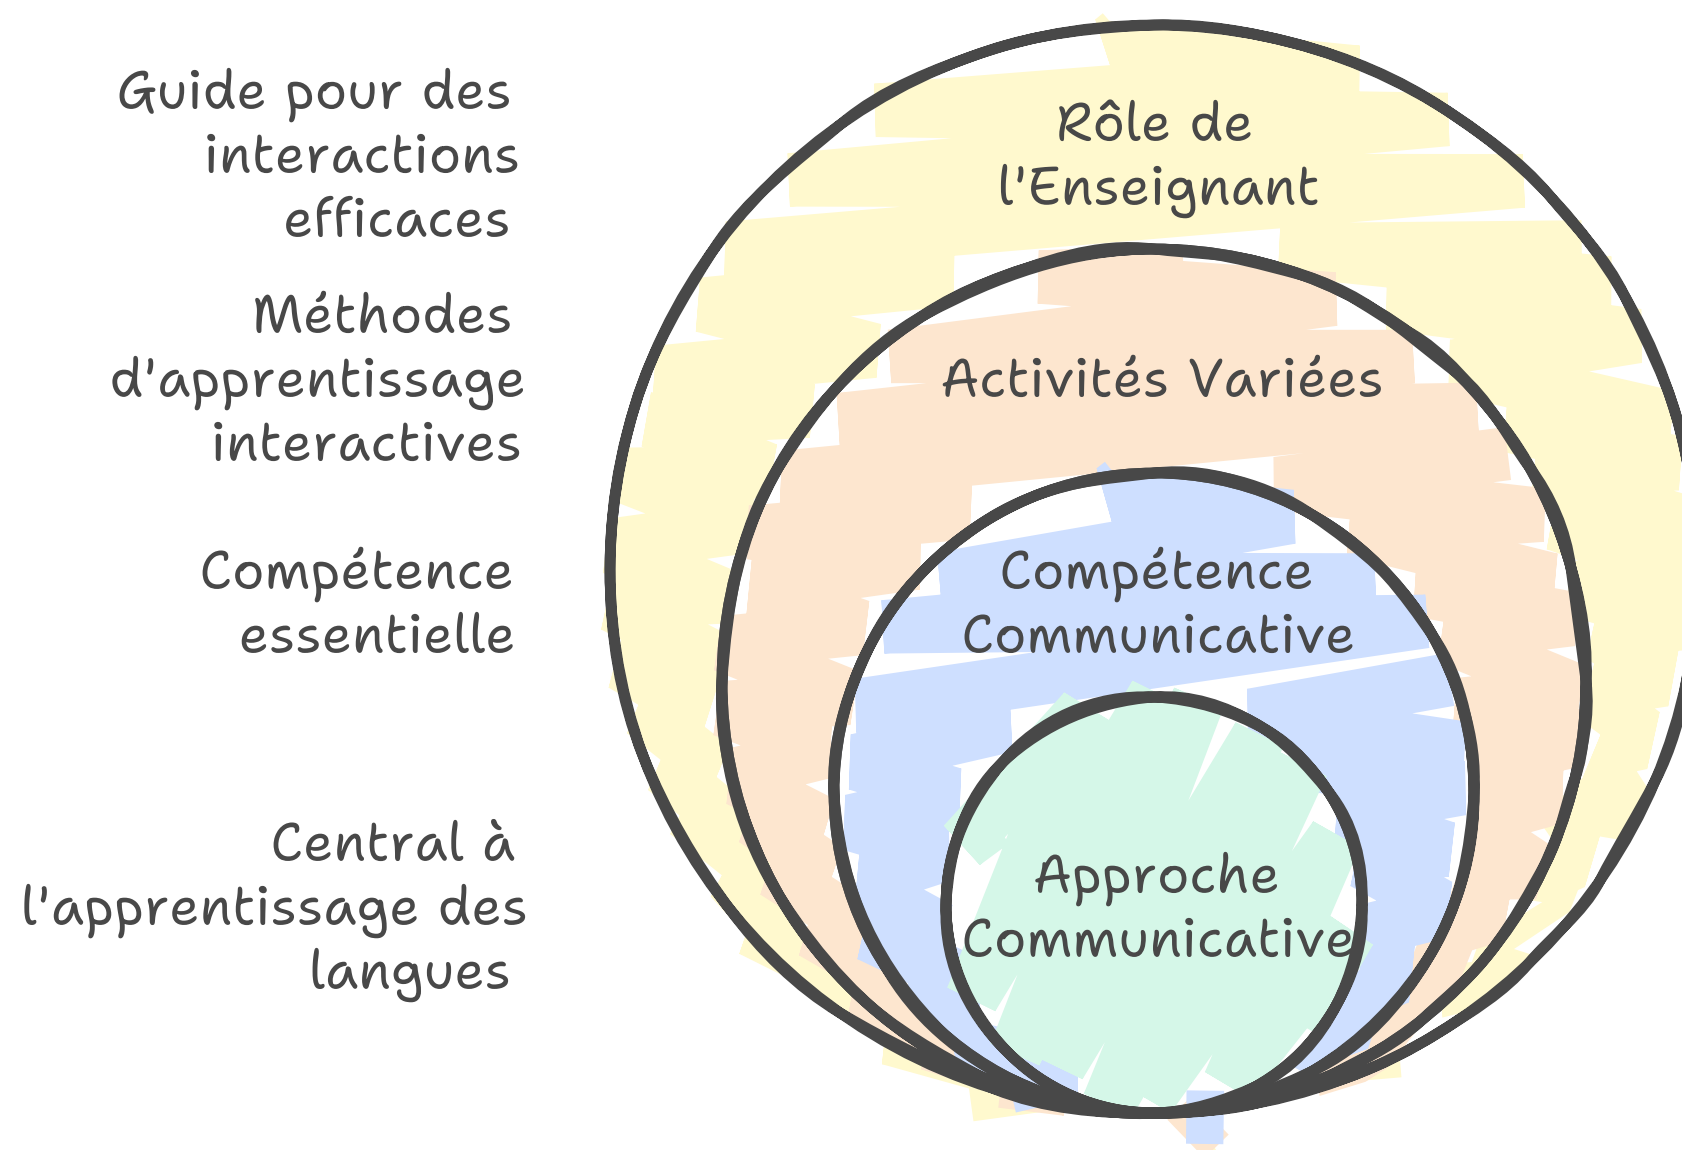 Guide pour des
interactions
efficaces
Rôle de
l'Enseignant
Méthodes
d'apprentissage
interactives
Activités Variées
Compétence
essentielle
Compétence
Communicative
Central à
l'apprentissage des
langues
Approche
Communicative